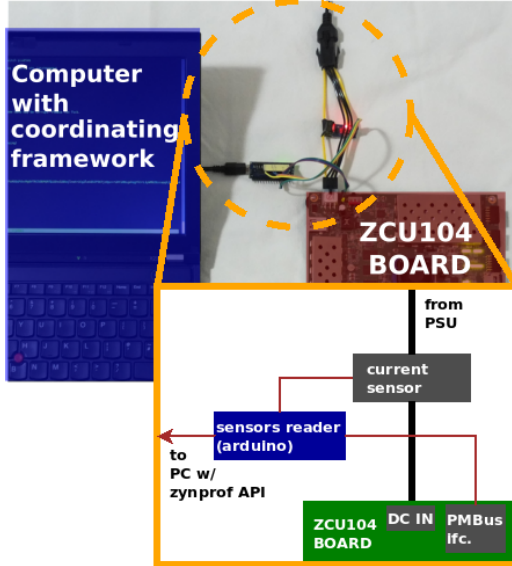 Computer
with
coordinating
framework
ZCU104
BOARD
from
PSU
current
sensor
sensors reader
(arduino)
to
PC w/
zynprof API
ZCU104
BOARD
DC IN
PMBus
ifc.